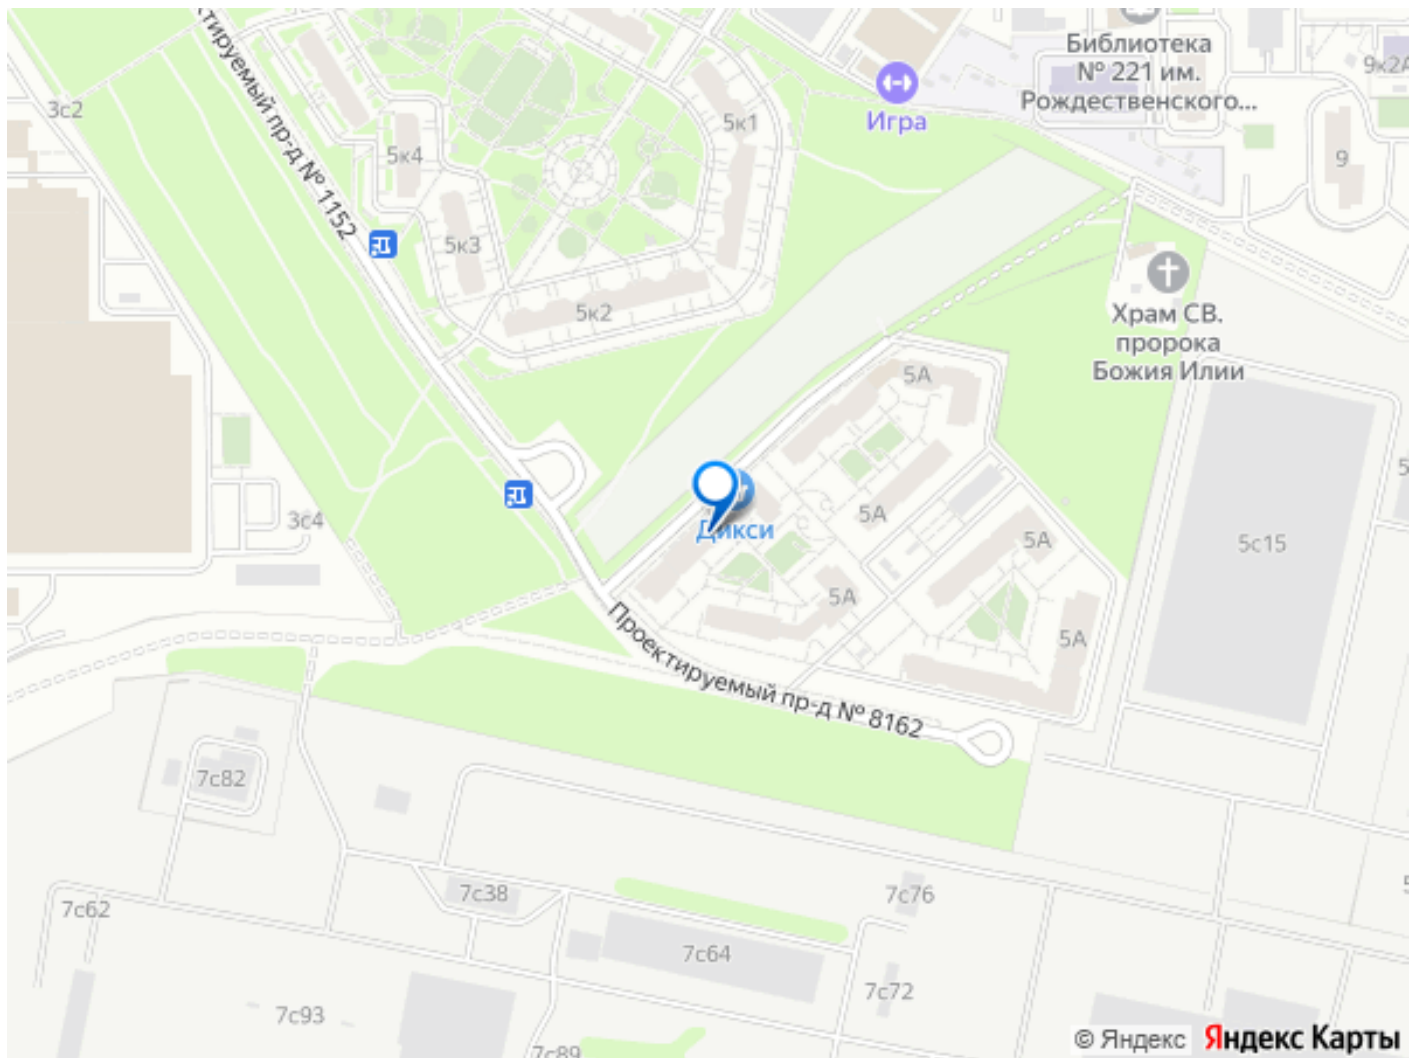 Библиотека
№ 221 им.
Рождественского...
9к2А
3с2
Игра
5к1
5к4
9
ктируемый пр-д № 1152
5к3
Храм СВ.
пророка
Божия Илии
5к2
5А
Дикси
5А
3с4
5А
5с15
5А
5А
Проектируемый пр-д № 8162
7с82
7с38
7с76
7с62
7с64
7с72
7с93
7с89
© Яндекс Яндекс Карты